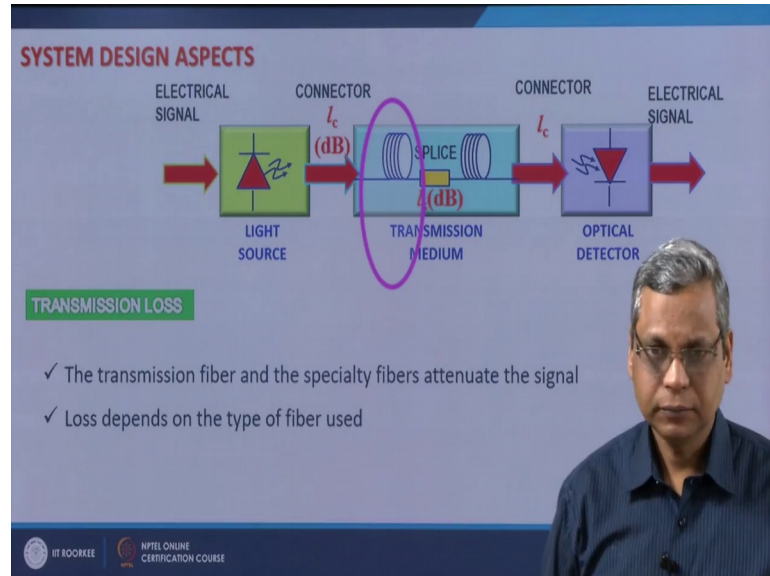 SYSTEM DESIGN ASPECTS
ELECTRICAL
SIGNAL
CONNECTOR
lc
(dB)
SPLICE
(dB)
CONNECTOR
lc
ELECTRICAL
SIGNAL
LIGHT
SOURCE
TRANSMISSION
MEDIUM
OPTICAL
DETECTOR
TRANSMISSION LOSS
✓ The transmission fiber and the specialty fibers attenuate the signal
✓ Loss depends on the type of fiber used
IIT ROORKEE
NPTEL ONLINE
CERTIFICATION COURSE
NPTEL